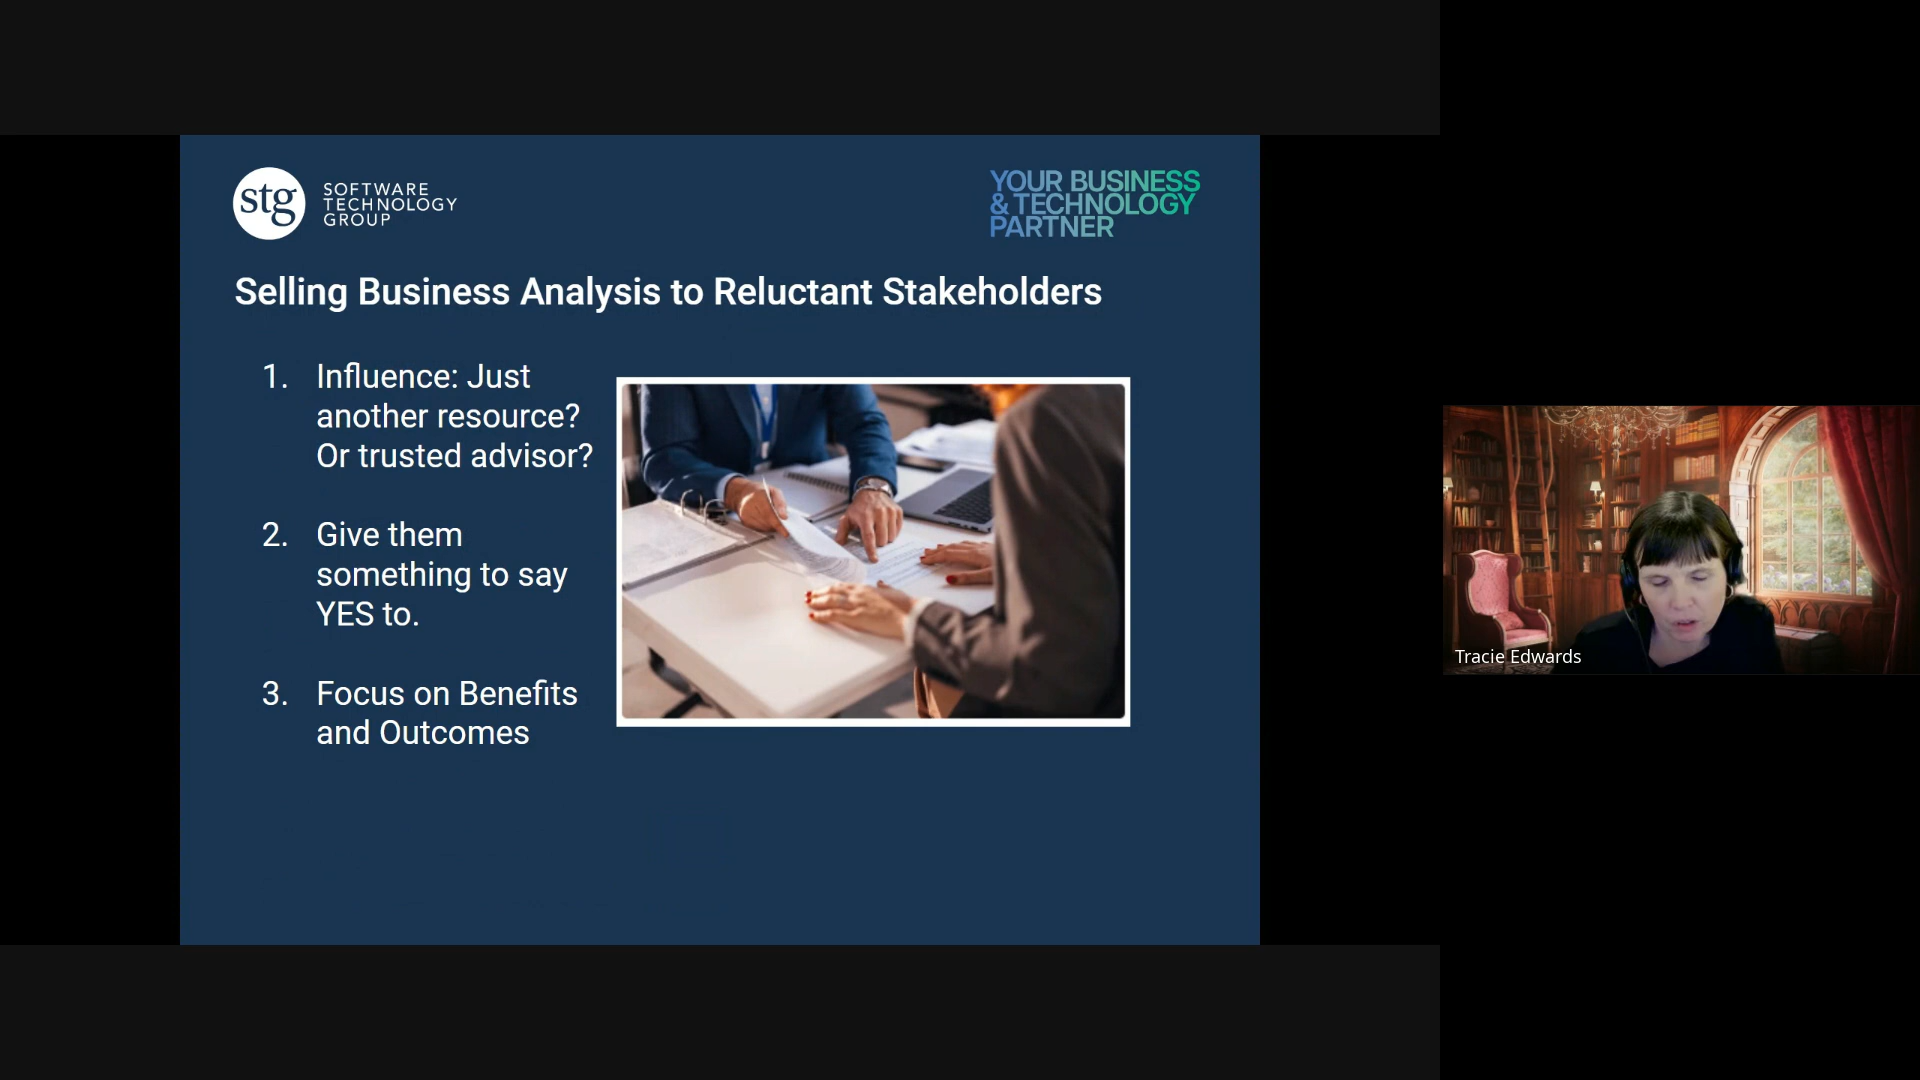 stg
SOFTWARE
TECHNOLOGY
GROUP
YOUR BUSINESS
& TECHNOLOGY
PARTNER
Selling Business Analysis to Reluctant Stakeholders
1. Influence: Just
another resource?
Or trusted advisor?
2. Give them
something to say
YES to.
3. Focus on Benefits
and Outcomes
Tracie Edwards